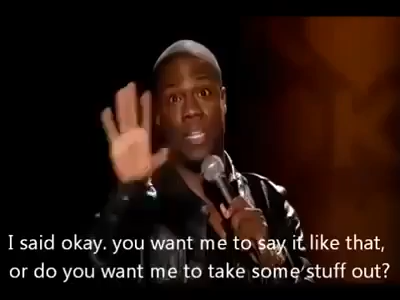 I said okay. you want me to say it like that,
or do you want me to take some stuff out?